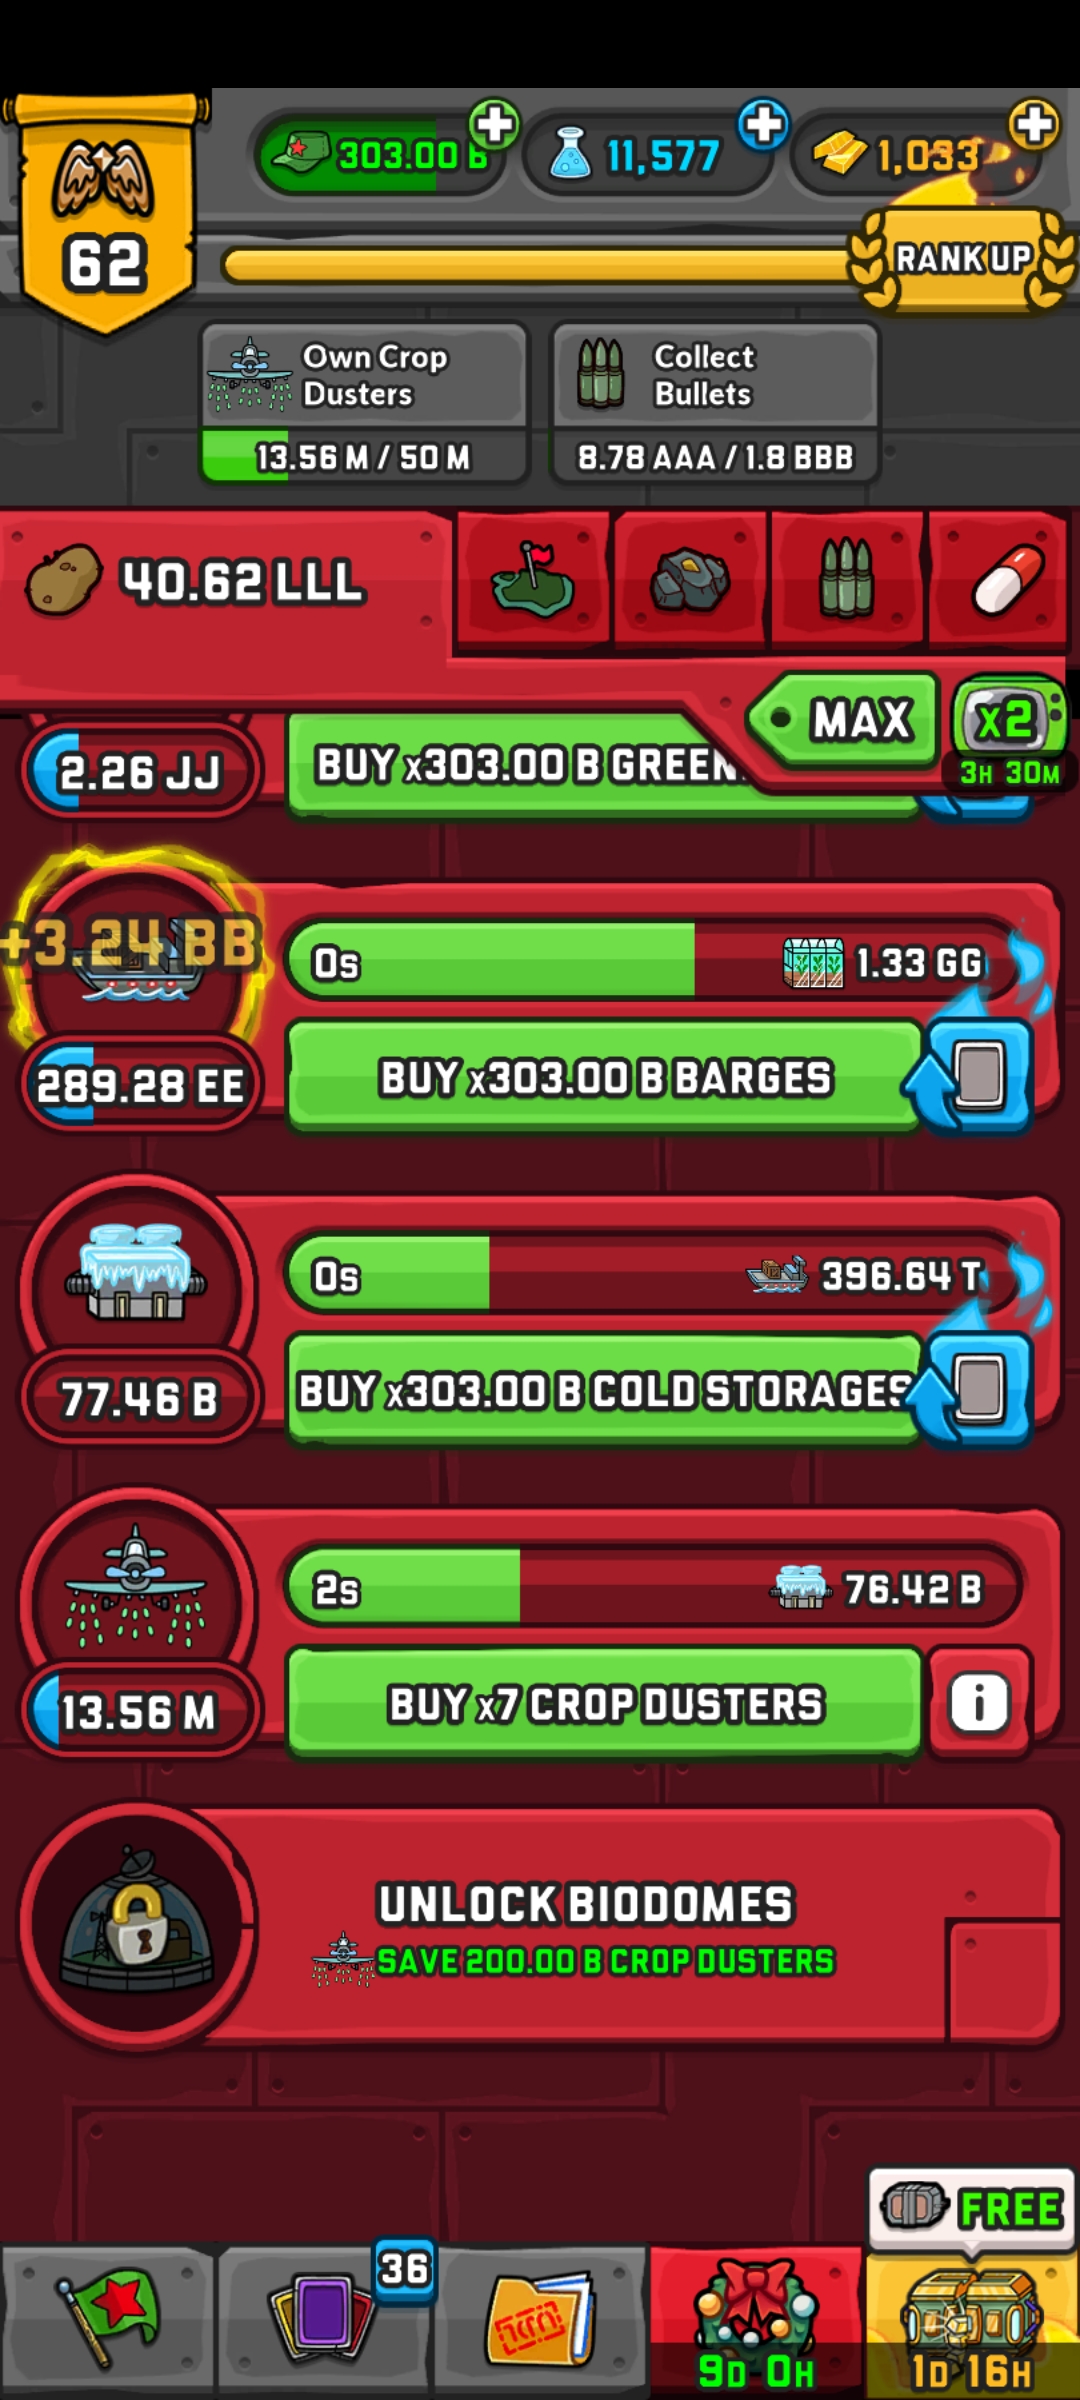 62
303.00 B
11,577
1,033
RANK UP
Own Crop
Dusters
13.56 M / 50 M
Collect
Bullets
8.78 AAA / 1.8 BBB
40.62 LLL
MAX
x2
3H 30M
2.26 JJ
BUY x303.00 B GREEN
+3.24 BB
0s
1.33 GG
289.28 EE
BUY x303.00 B BARGES
0s
396.64 T
77.46 B
BUY x303.00 B COLD STORAGES
2s
76.42 B
13.56 M
BUY x7 CROP DUSTERS
i
UNLOCK BIODOMES
SAVE 200.00 B CROP DUSTERS
FREE
36
9D 0H
1D 16H